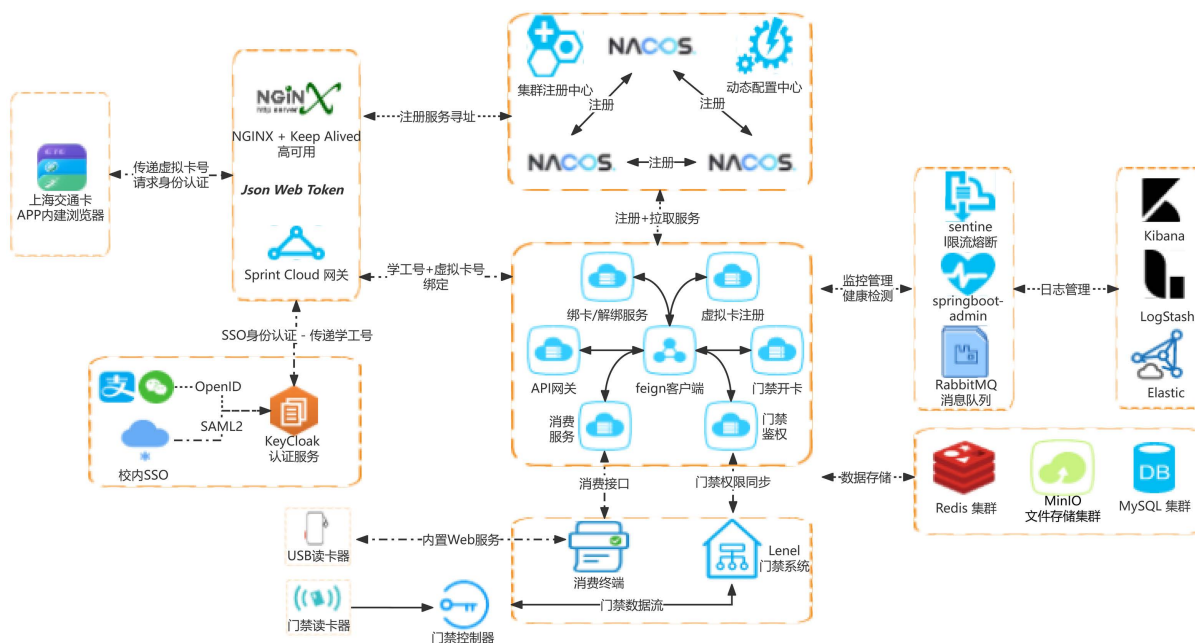 NACOS.
集群注册中心
动态配置中心
注册
注册
NACOS.
注册
NACOS.
NGINX
http server
NGINX + Keep Alived
高可用
Json Web Token
Sprint Cloud 网关
注册服务寻址
上海交通卡
APP内建浏览器
传递虚拟卡号
请求身份认证
注册+拉取服务
学工号+虚拟卡号
绑定
绑卡/解绑服务
虚拟卡注册
API网关
feign客户端
门禁开卡
消费
服务
门禁
鉴权
监控管理
健康检测
sentine
l限流熔断
springboot-
admin
RabbitMQ
消息队列
日志管理
Kibana
LogStash
Elastic
SSO身份认证 - 传递学工号
OpenID
SAML2
KeyCloak
认证服务
校内SSO
消费接口
门禁权限同步
数据存储
Redis 集群
MinIO
文件存储集群
DB
MySQL 集群
USB读卡器
内置Web服务
消费终端
Lenel
门禁系统
门禁读卡器
门禁控制器
门禁数据流